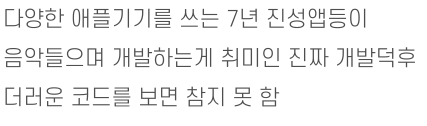 다양한 애플기기를 쓰는 7년 진성앱등이
음악들으며 개발하는게 취미인 진짜 개발덕후
더러운 코드를 보면 참지 못 함